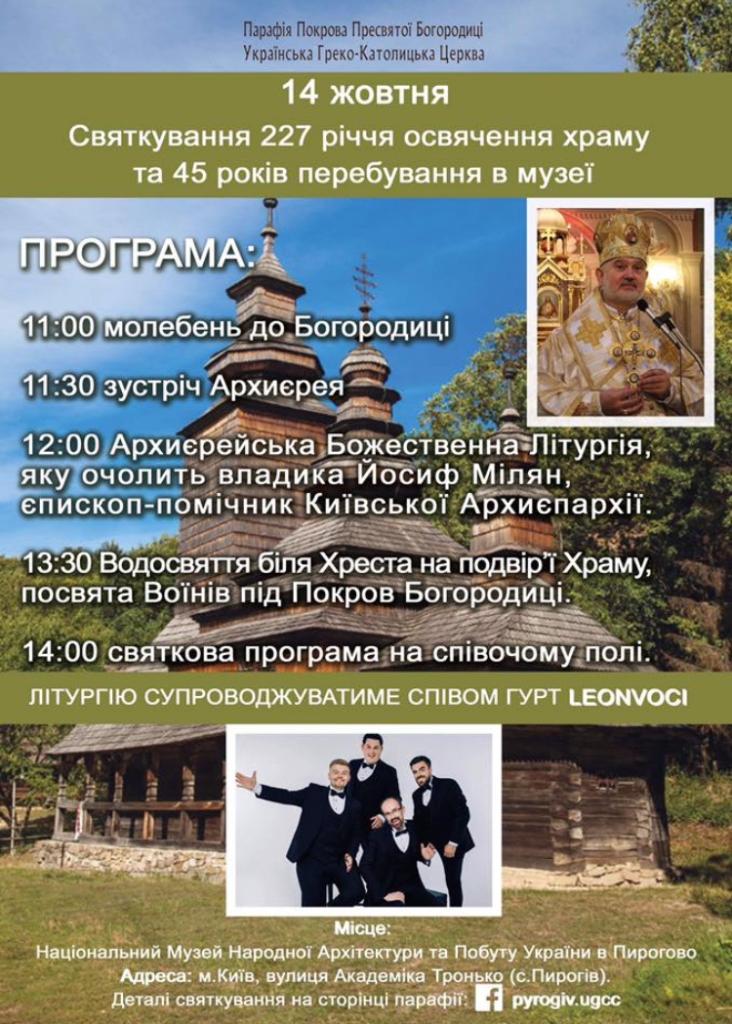 Парафія Покрова Пресвятої Богородиці
Українська Греко-Католицька Церква
14 жовтня
Святкування 227 річчя освячення храму
та 45 років перебування в музеї
ПРОГРАМА:
11:00 молебень до Богородиці
11:30 зустріч Архиєрея
12:00 Архиєрейська Божественна Літургія,
яку очолить владика Йосиф Мілян,
єпископ-помічник Київської Архиєпархії.
13:30 Водосвяття біля Хреста на подвір'ї Храму,
посвята Воїнів під Покров Богородиці.
14:00 святкова програма на співочому полі.
ЛІТУРГІЮ СУПРОВОДЖУВАТИМЕ СПІВОМ ГУРТ LEONVOCI
Місце:
Національний Музей Народної Архітектури та Побуту України в Пирогово
Адреса: м.Київ, вулиця Академіка Тронько (с.Пирогів).
Деталі святкування на сторінці парафії: f pyrogiv.ugcc